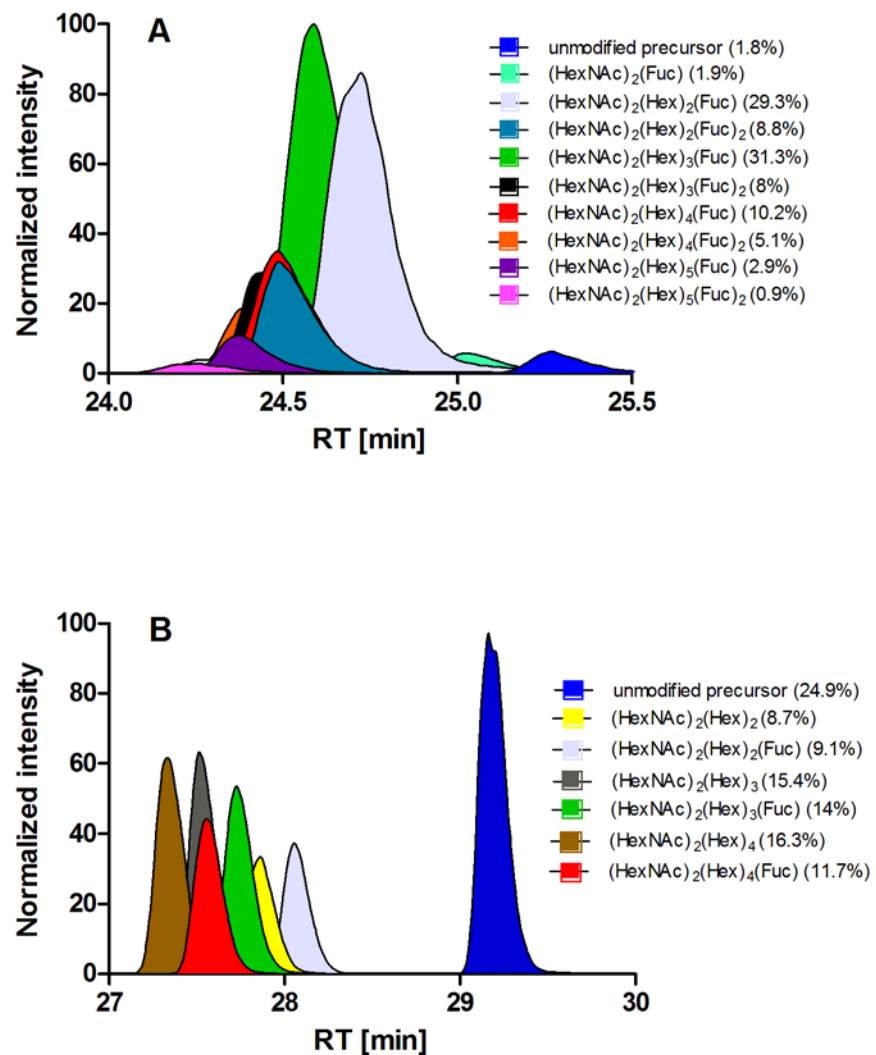 A
Normalized intensity
100
80
60
40
20
0
24.0
24.5
25.0
25.5
RT [min]
unmodified precursor (1.8%)
(HexNAc)₂(Fuc) (1.9%)
(HexNAc)₂(Hex)₂(Fuc) (29.3%)
(HexNAc)₂(Hex)₂(Fuc)₂ (8.8%)
(HexNAc)₂(Hex)₃(Fuc) (31.3%)
(HexNAc)₂(Hex)₃(Fuc)₂ (8%)
(HexNAc)₂(Hex)₄(Fuc) (10.2%)
(HexNAc)₂(Hex)₄(Fuc)₂ (5.1%)
(HexNAc)₂(Hex)₅(Fuc) (2.9%)
(HexNAc)₂(Hex)₅(Fuc)₂ (0.9%)
B
Normalized intensity
100
80
60
40
20
0
27
28
29
30
RT [min]
unmodified precursor (24.9%)
(HexNAc)₂(Hex)₂ (8.7%)
(HexNAc)₂(Hex)₂(Fuc) (9.1%)
(HexNAc)₂(Hex)₃ (15.4%)
(HexNAc)₂(Hex)₃(Fuc) (14%)
(HexNAc)₂(Hex)₄ (16.3%)
(HexNAc)₂(Hex)₄(Fuc) (11.7%)